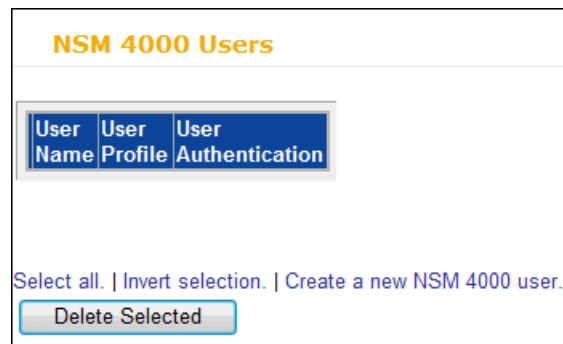 NSM 4000 Users
User Name User Profile User Authentication
Select all. | Invert selection. | Create a new NSM 4000 user.
Delete Selected